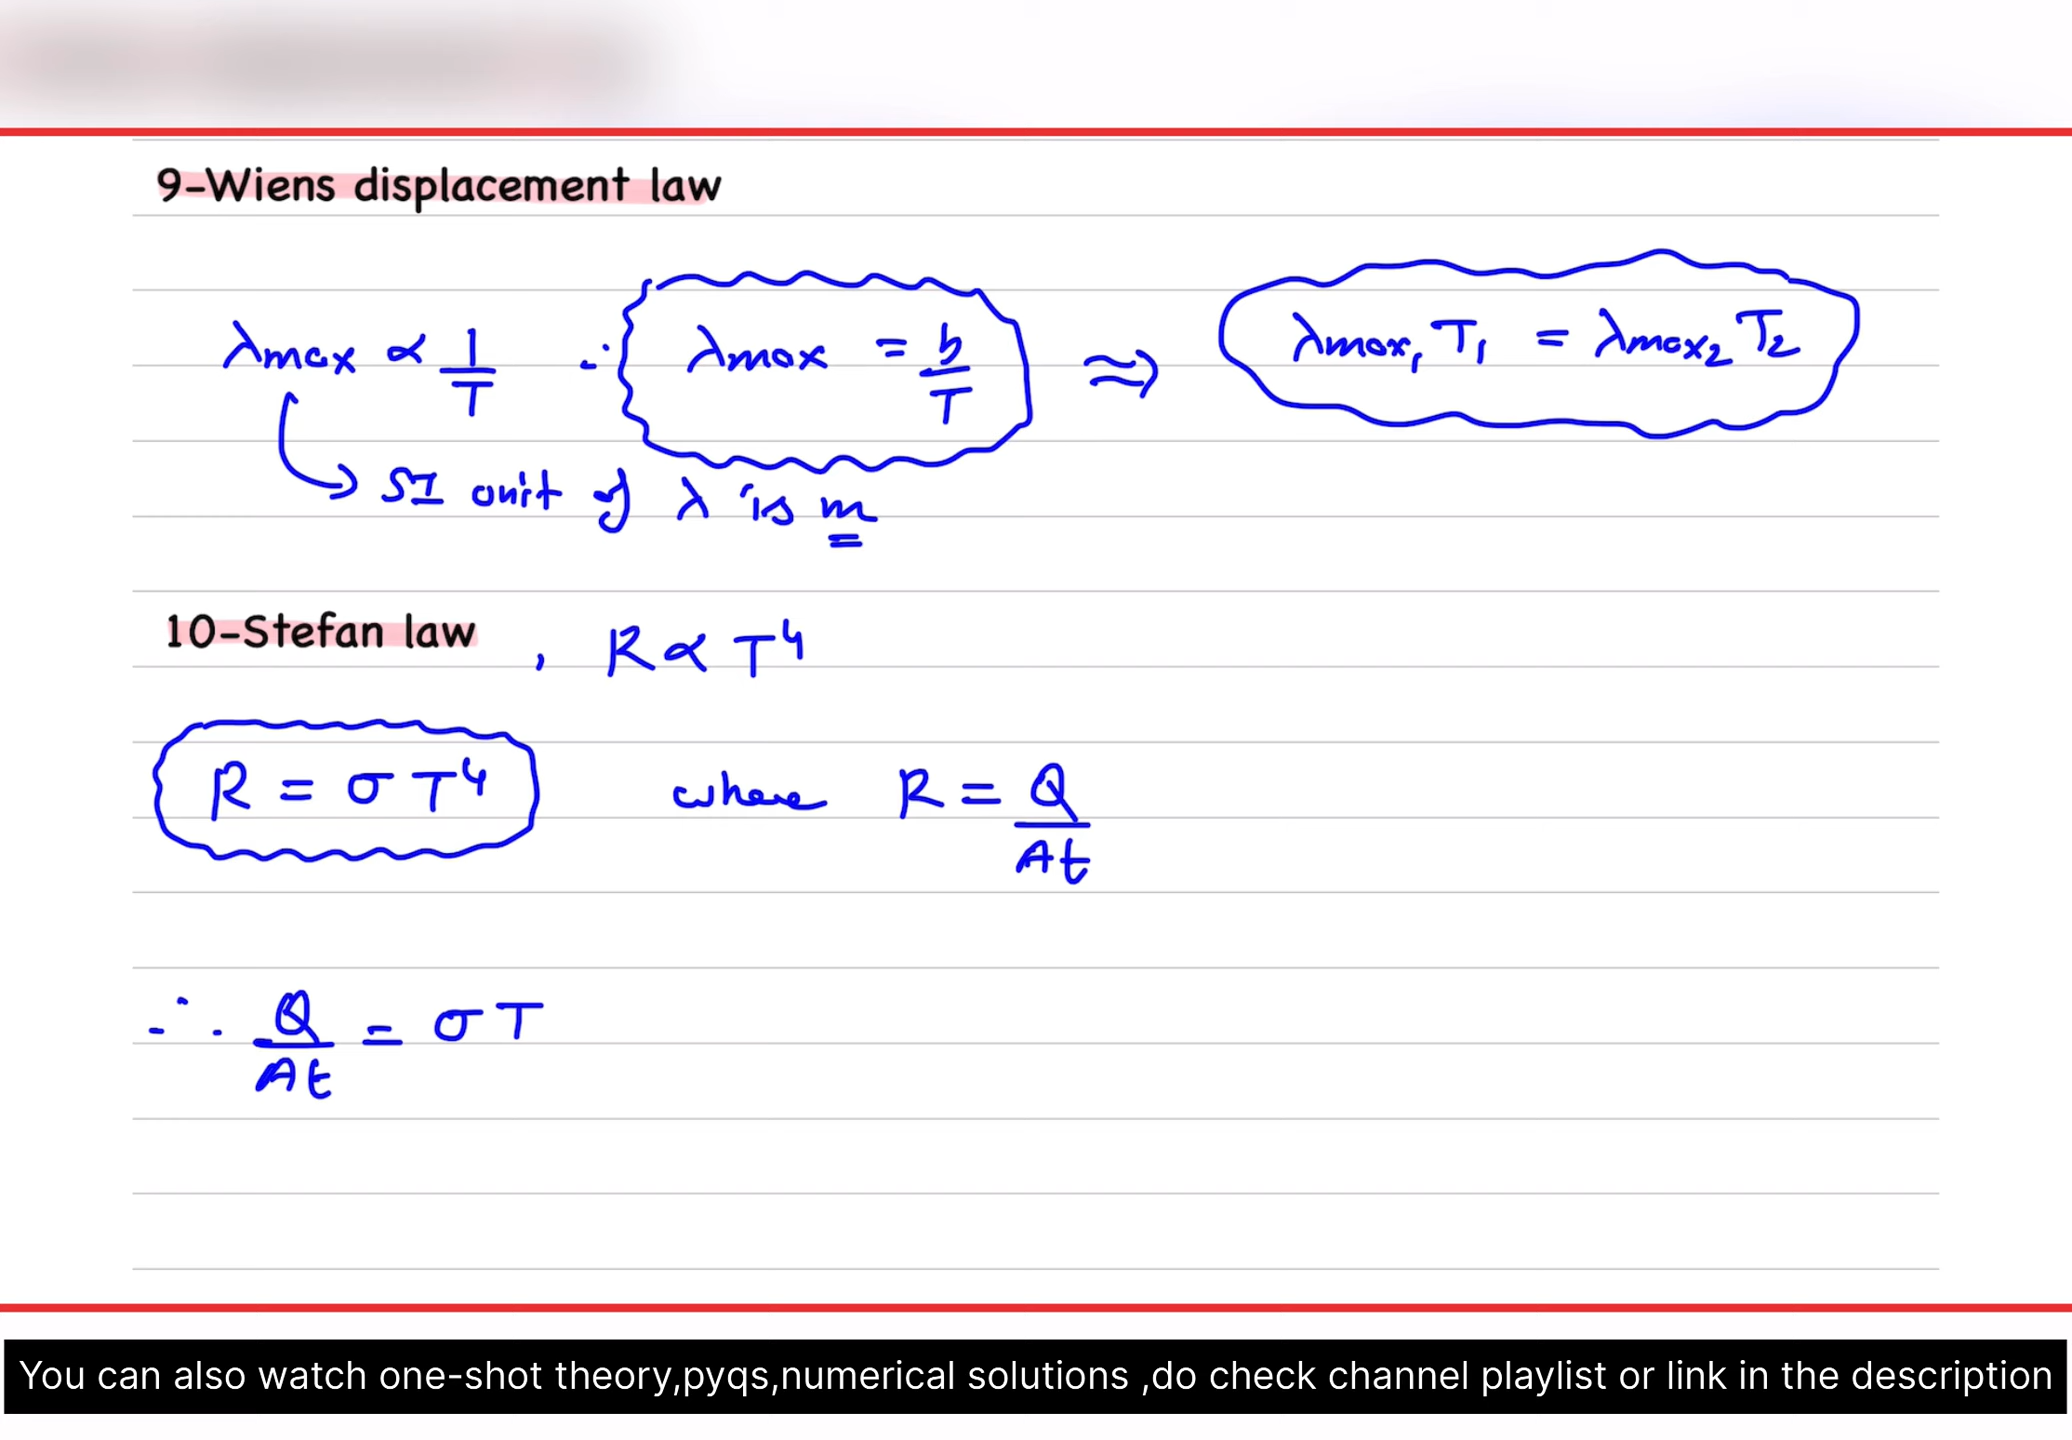 9-Wiens displacement law
λmax ∝ 1/T ∴ λmax = b/T ⇒ λmax₁ T₁ = λmax₂ T₂
SI unit of λ is m
10-Stefan law , R ∝ T⁴
R = σ T⁴ where R = Q/At
∴ Q/At = σ T
You can also watch one-shot theory,pyqs,numerical solutions ,do check channel playlist or link in the description